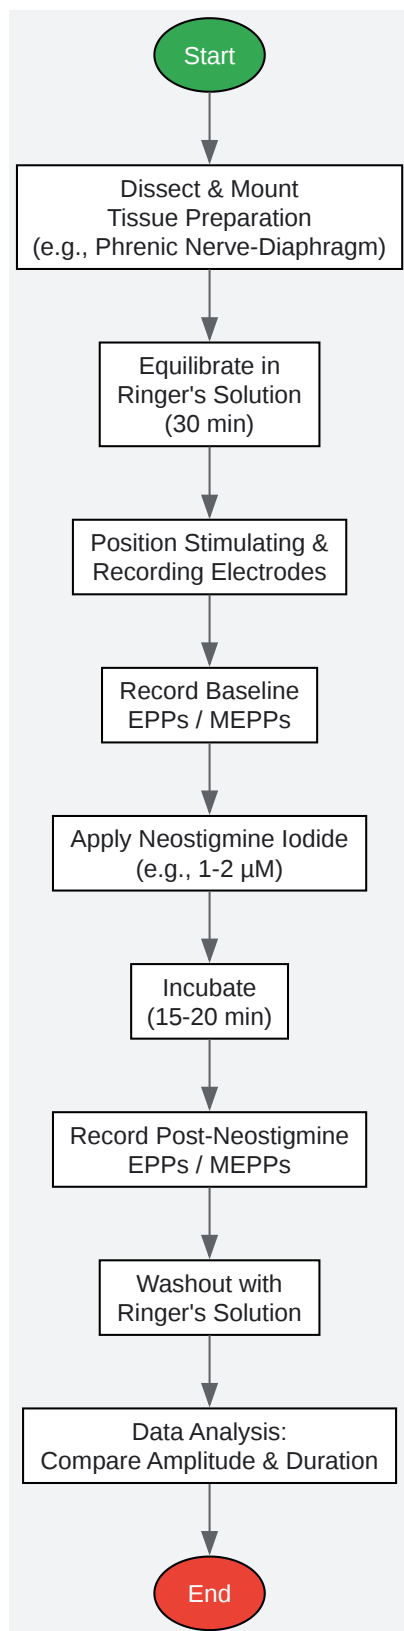 Start
Dissect & Mount
Tissue Preparation
(e.g., Phrenic Nerve-Diaphragm)
Equilibrate in
Ringer's Solution
(30 min)
Position Stimulating &
Recording Electrodes
Record Baseline
EPPs / MEPPs
Apply Neostigmine Iodide
(e.g., 1-2 µM)
Incubate
(15-20 min)
Record Post-Neostigmine
EPPs / MEPPs
Washout with
Ringer's Solution
Data Analysis:
Compare Amplitude & Duration
End